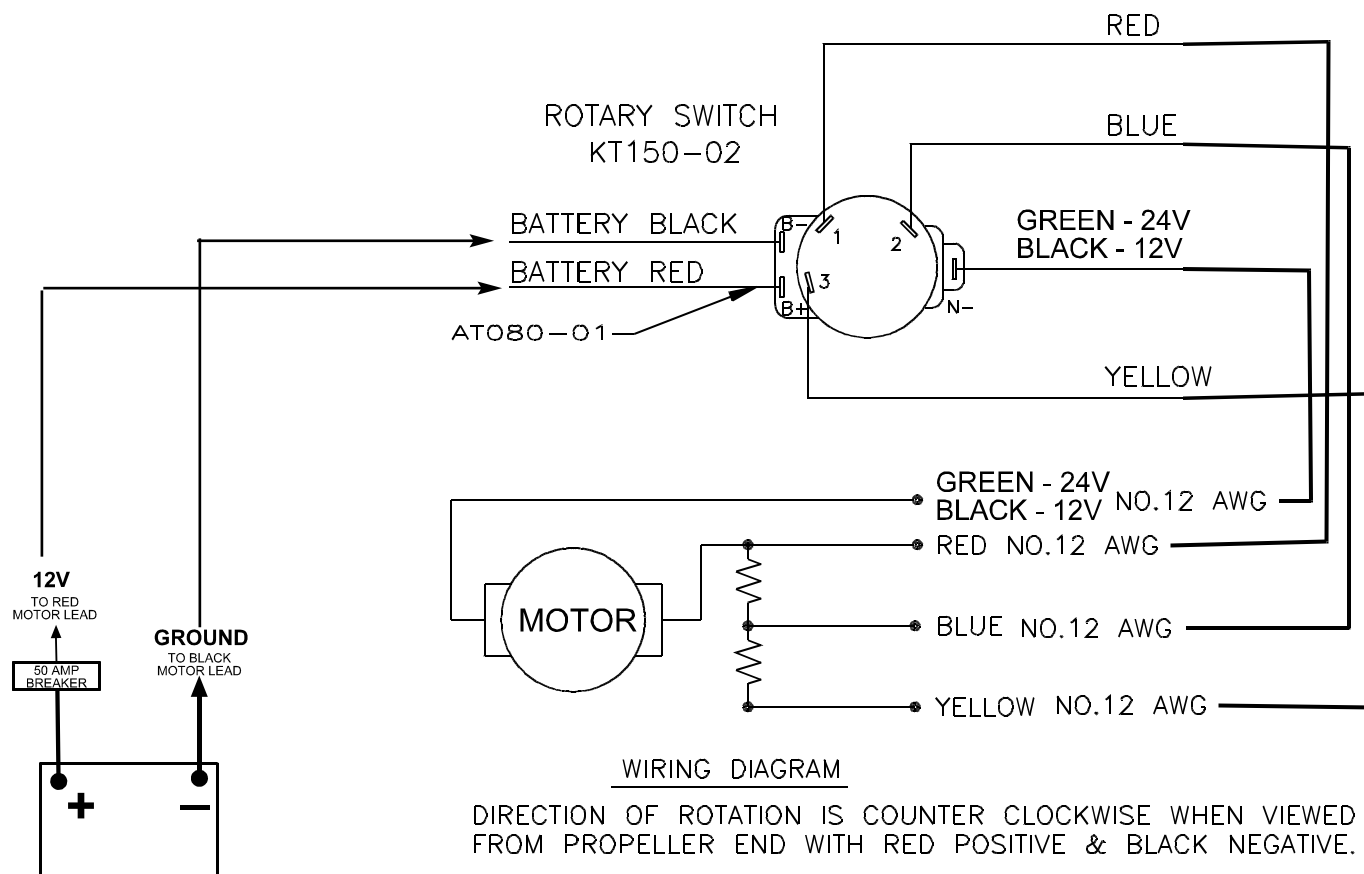 RED
ROTARY SWITCH
KT150-02
BLUE
BATTERY BLACK
B-
1
2
GREEN - 24V
BLACK - 12V
BATTERY RED
3
B+
N-
AT080-01
YELLOW
GREEN - 24V
BLACK - 12V NO.12 AWG
RED NO.12 AWG
12V
TO RED
MOTOR LEAD
GROUND
TO BLACK
MOTOR LEAD
50 AMP
BREAKER
MOTOR
BLUE NO.12 AWG
YELLOW NO.12 AWG
+
-
WIRING DIAGRAM
DIRECTION OF ROTATION IS COUNTER CLOCKWISE WHEN VIEWED
FROM PROPELLER END WITH RED POSITIVE & BLACK NEGATIVE.